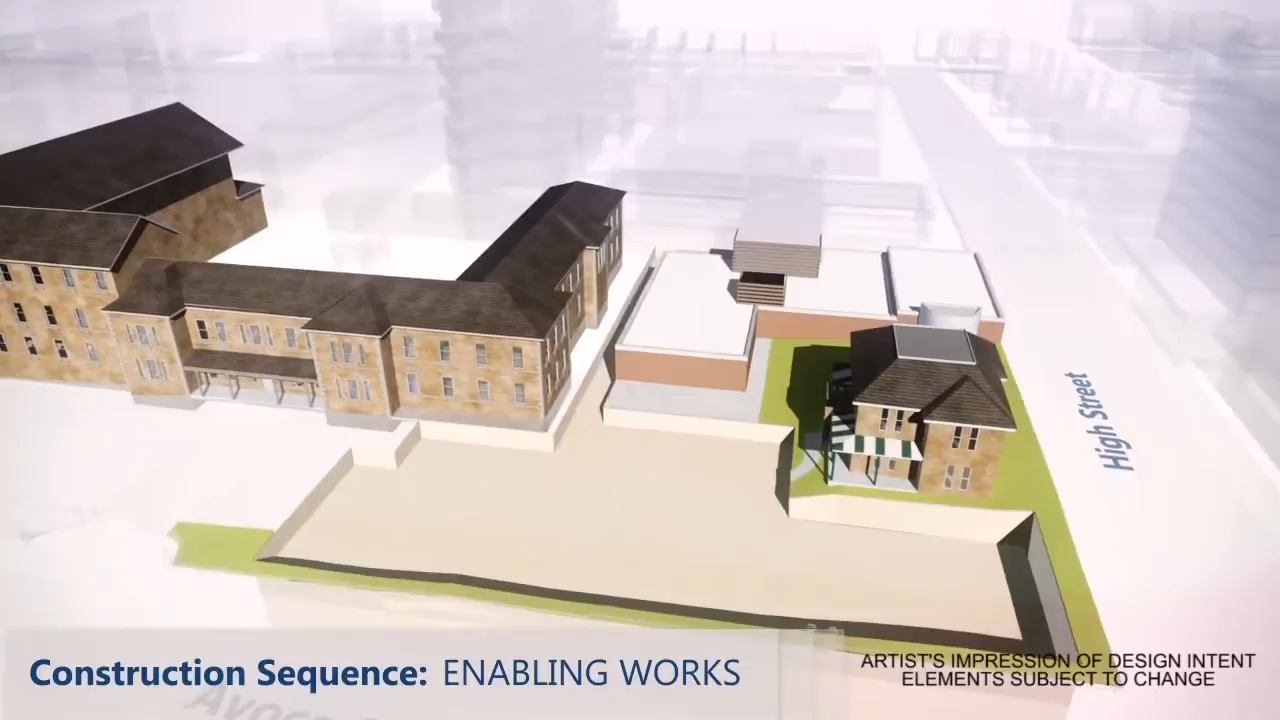 High Street
Construction Sequence: ENABLING WORKS
ARTIST'S IMPRESSION OF DESIGN INTENT
ELEMENTS SUBJECT TO CHANGE